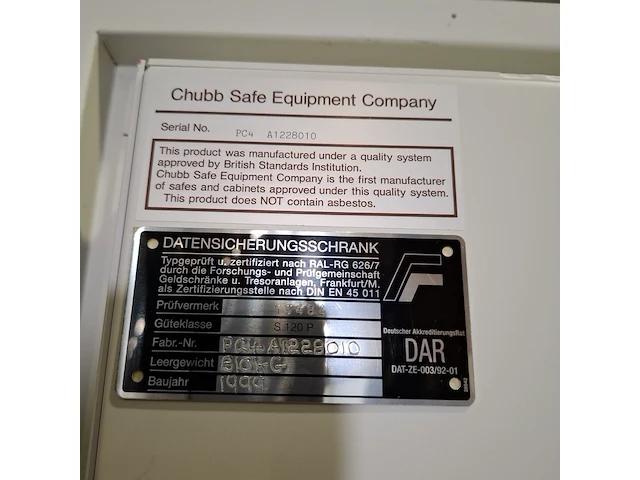 Chubb Safe Equipment Company
Serial No. PC4 A1228010
This product was manufactured under a quality system
approved by British Standards Institution.
Chubb Safe Equipment Company is the first manufacturer
of safes and cabinets approved under this quality system.
This product does NOT contain asbestos.
DATENSICHERUNGSSCHRANK
Typgeprüft u. zertifiziert nach RAL-RG 626/7
durch die Forschungs- und Prüfgemeinschaft
Geldschränke u. Tresoranlagen, Frankfurt/M.
als Zertifizierungsstelle nach DIN EN 45 011
Prüfvermerk
Güteklasse S 120 P
Fabr.-Nr. PC4 A1228010
Leergewicht 810KG
Baujahr 1999
Deutscher AkkreditierungsRat
DAR
DAT-ZE-003/92-01